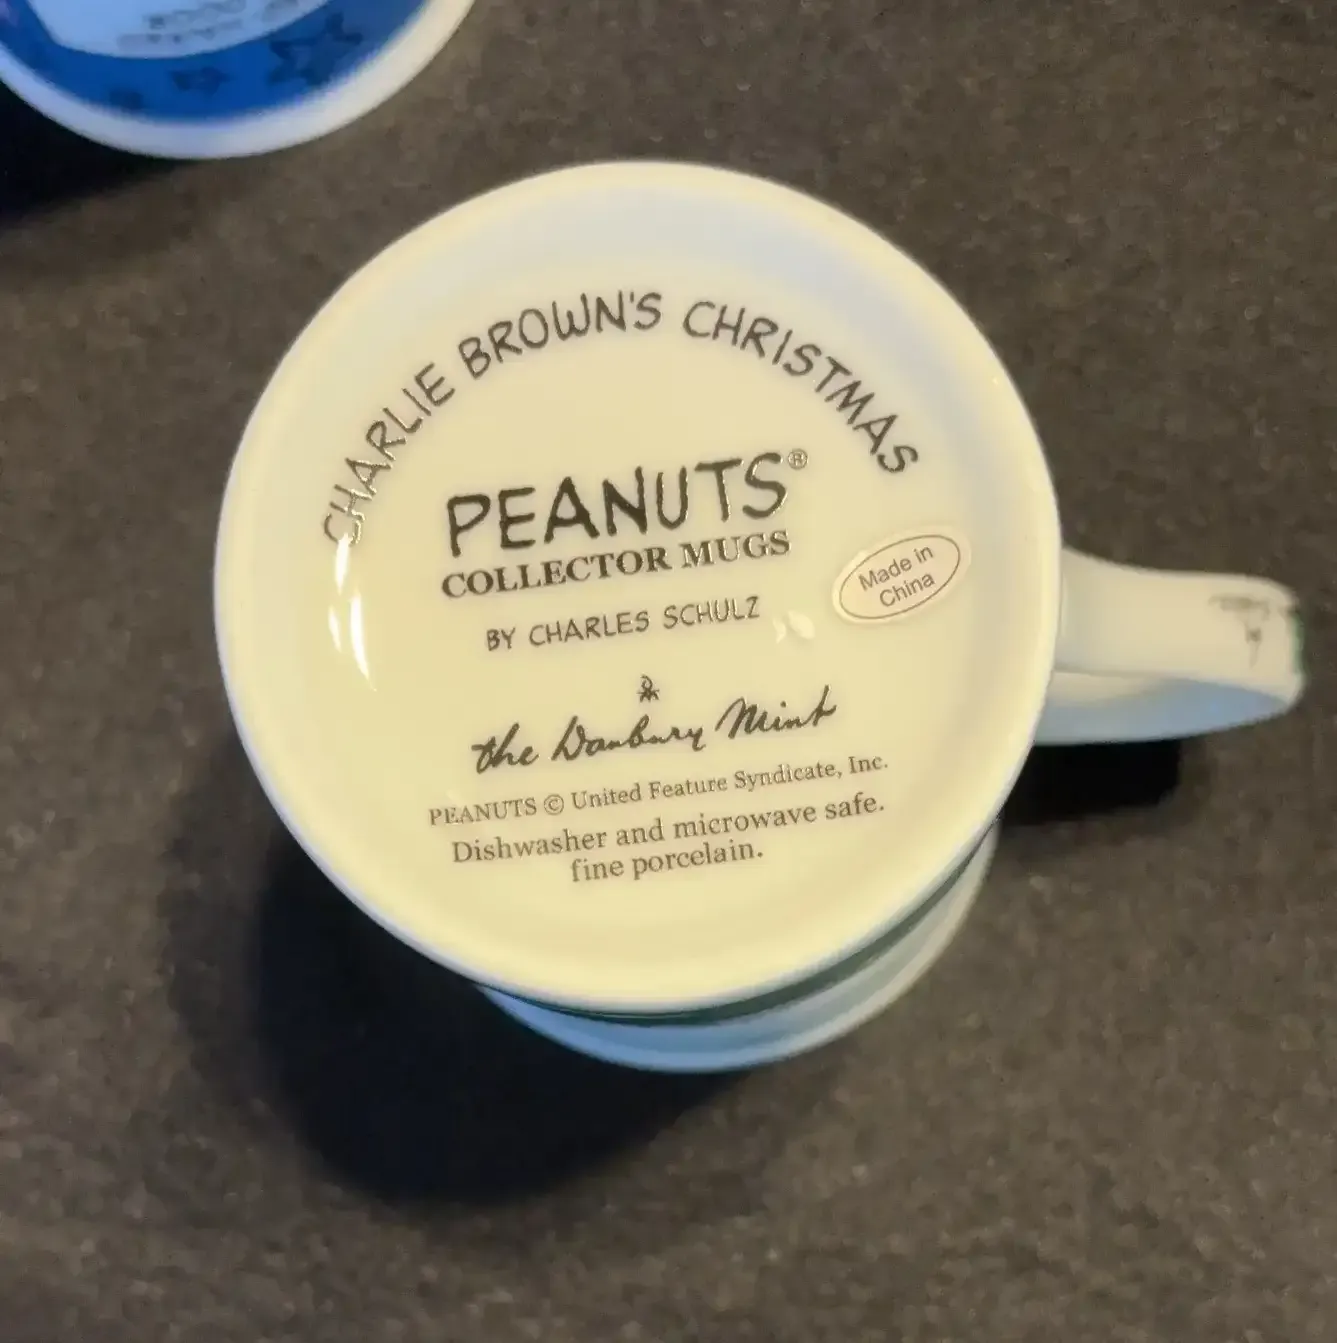 CHARLIE BROWN'S CHRISTMAS
PEANUTS®
COLLECTOR MUGS
BY CHARLES SCHULZ
Made in
China
the Danbury Mint
PEANUTS © United Feature Syndicate, Inc.
Dishwasher and microwave safe.
fine porcelain.